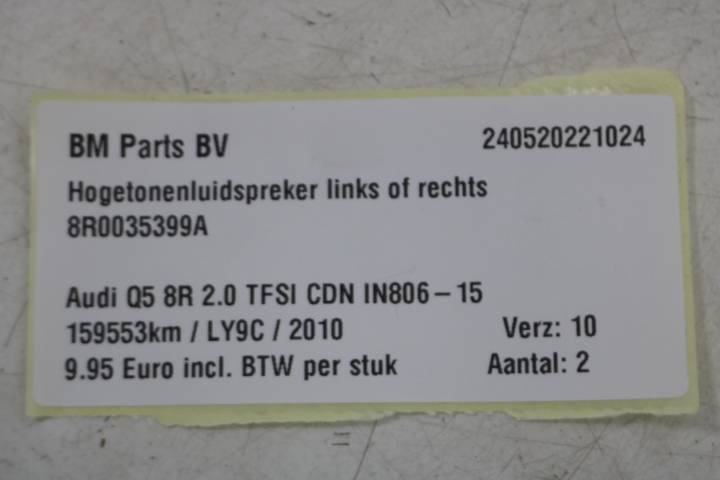 BM Parts BV 240520221024
Hogetonenluidspreker links of rechts
8R0035399A
Audi Q5 8R 2.0 TFSI CDN IN806-15
159553km / LY9C / 2010 Verz: 10
9.95 Euro incl. BTW per stuk Aantal: 2